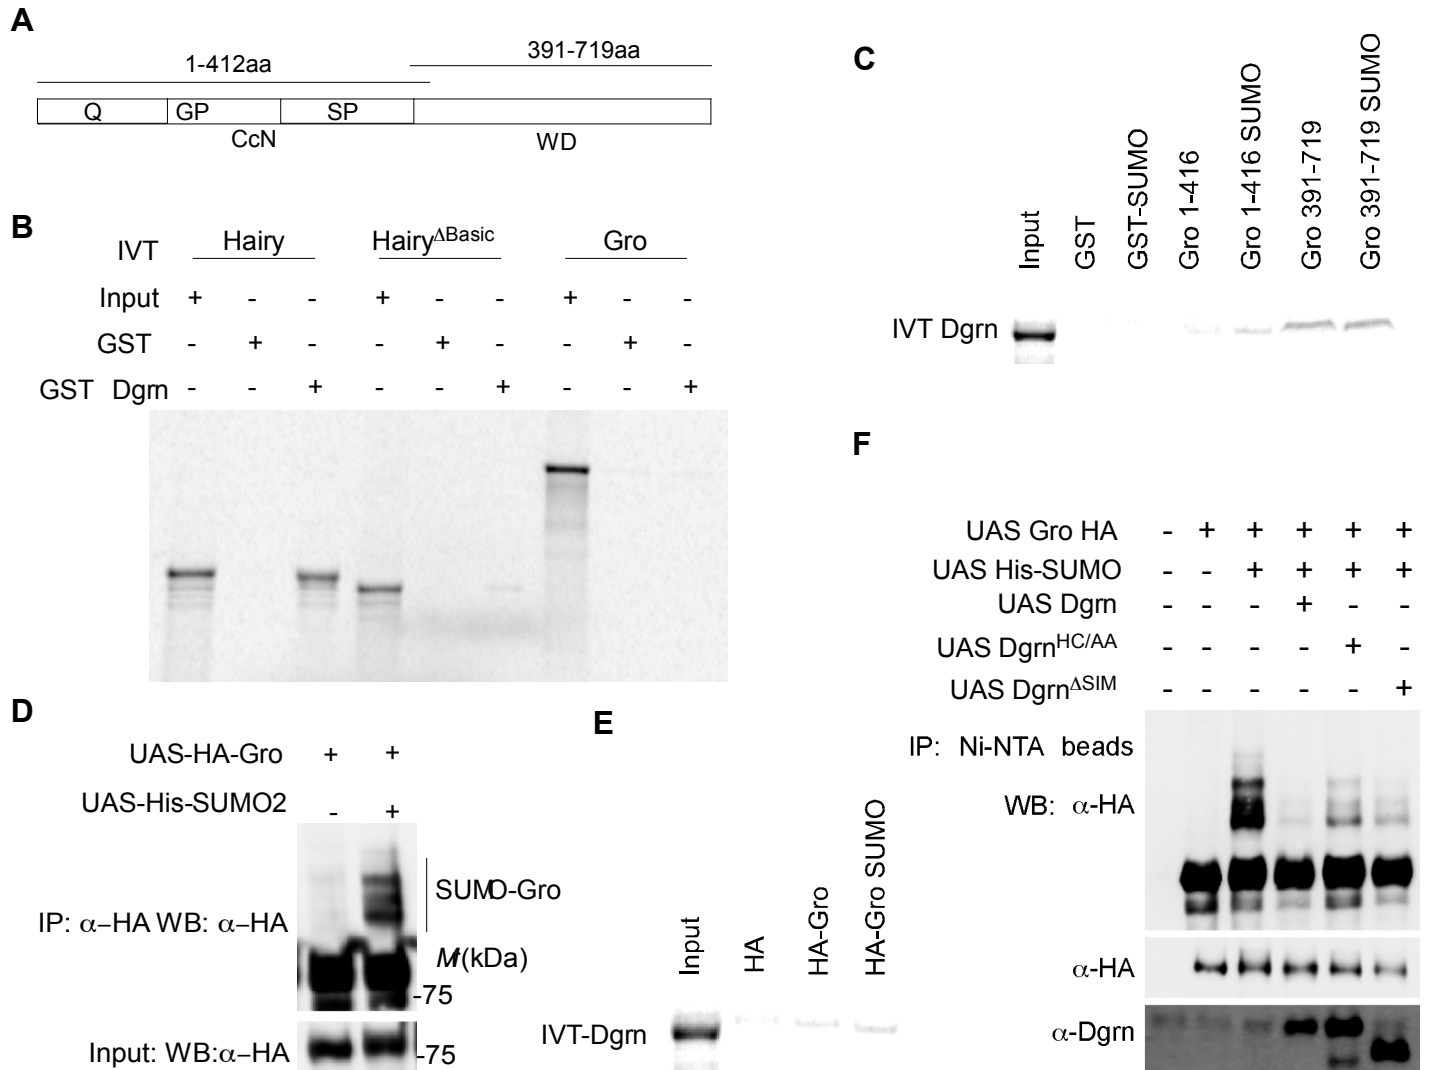 A
1-412aa
391-719aa
Q GP SP
CcN WD
B
IVT Hairy Hairy∆Basic Gro
Input + - - + - - + - -
GST - + - - + - - + -
GST Dgrn - - + - - + - - +
C
Input GST GST-SUMO Gro 1-416 Gro 1-416 SUMO Gro 391-719 Gro 391-719 SUMO
IVT Dgrn
D
UAS-HA-Gro + +
UAS-His-SUMO2 - +
SUMO-Gro
IP: α-HA WB: α-HA
Mr(kDa)
-75
Input: WB:α-HA -75
E
Input HA HA-Gro HA-Gro SUMO
IVT-Dgrn
F
UAS Gro HA - + + + + +
UAS His-SUMO - - + + + +
UAS Dgrn - - - + - -
UAS DgrnHC/AA - - - - + -
UAS Dgrn∆SIM - - - - - +
IP: Ni-NTA beads
WB: α-HA
α-HA
α-Dgrn